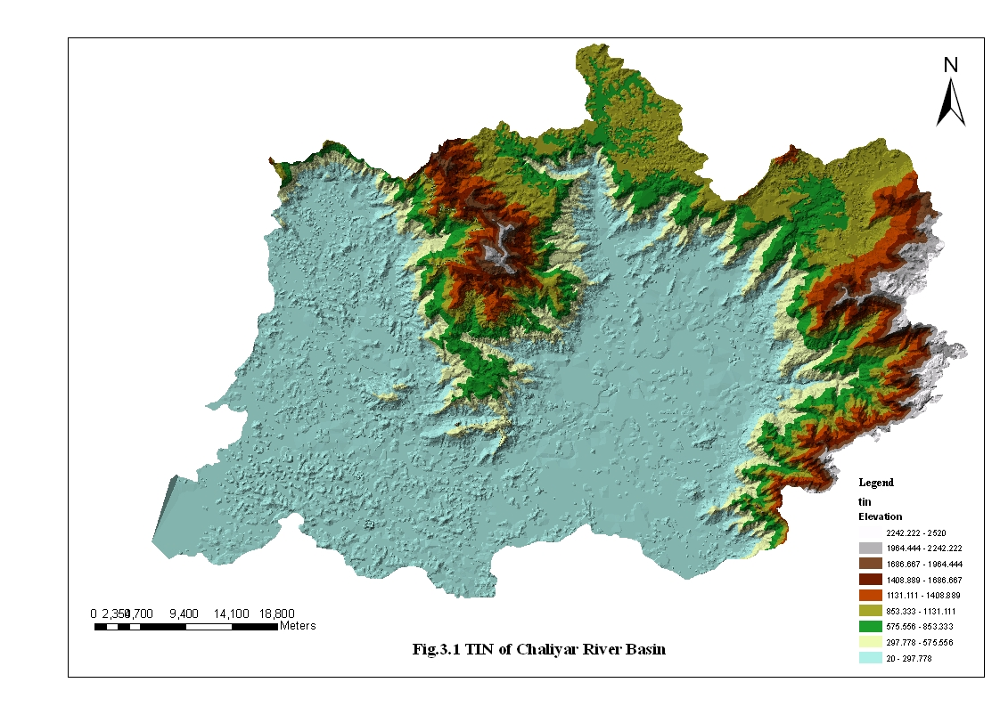 N
Legend
tin
Elevation
2242.222 - 2520
1964.444 - 2242.222
1686.667 - 1964.444
1408.889 - 1686.667
1131.111 - 1408.889
853.333 - 1131.111
575.556 - 853.333
297.778 - 575.556
20 - 297.778
0 2,350 4,700 9,400 14,100 18,800
Meters
Fig.3.1 TIN of Chaliyar River Basin